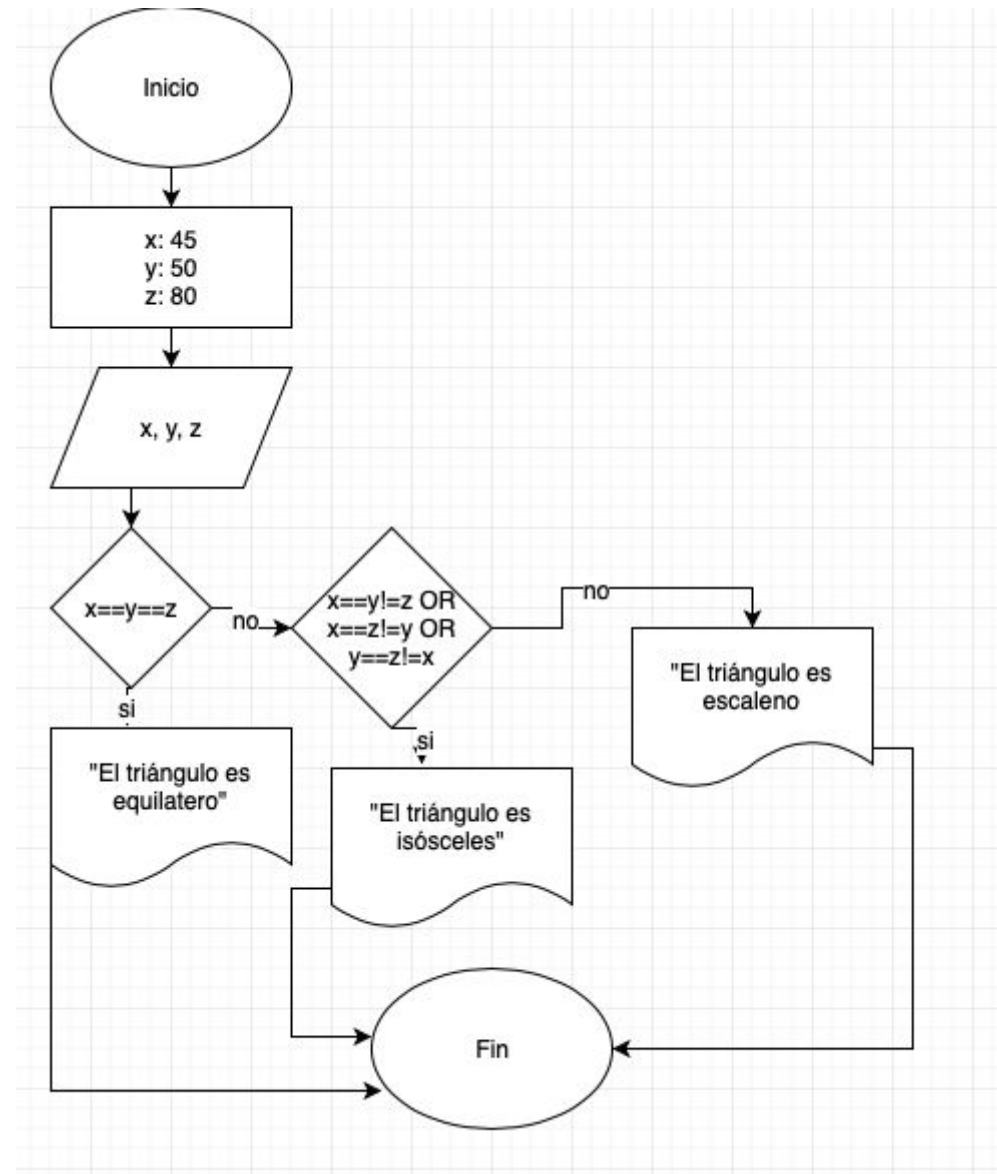 Inicio
x: 45
y: 50
z: 80
x, y, z
x==y==z
no
x==y!=z OR
x==z!=y OR
y==z!=x
no
"El triángulo es
escaleno
si
"El triángulo es
equilatero"
si
"El triángulo es
isósceles"
Fin